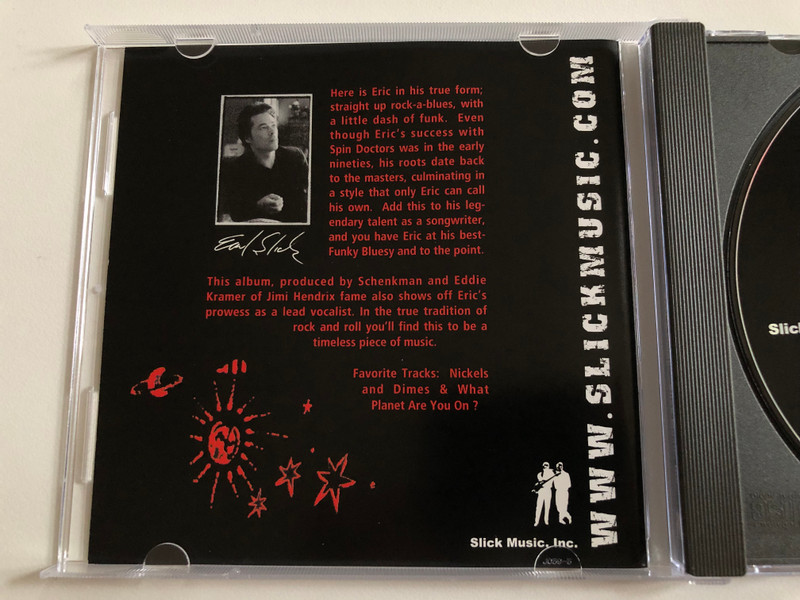 Here is Eric in his true form;
straight up rock-a-blues, with
a little dash of funk. Even
though Eric's success with
Spin Doctors was in the early
nineties, his roots date back
to the masters, culminating in
a style that only Eric can call
his own. Add this to his leg-
endary talent as a songwriter,
and you have Eric at his best-
Funky Bluesy and to the point.
Earl Slick
This album, produced by Schenkman and Eddie
Kramer of Jimi Hendrix fame also shows off Eric's
prowess as a lead vocalist. In the true tradition of
rock and roll you'll find this to be a
timeless piece of music.
Favorite Tracks: Nickels
and Dimes & What
Planet Are You On ?
Slick Music, Inc.
WWW.SLICKMUSIC.COM
Slick